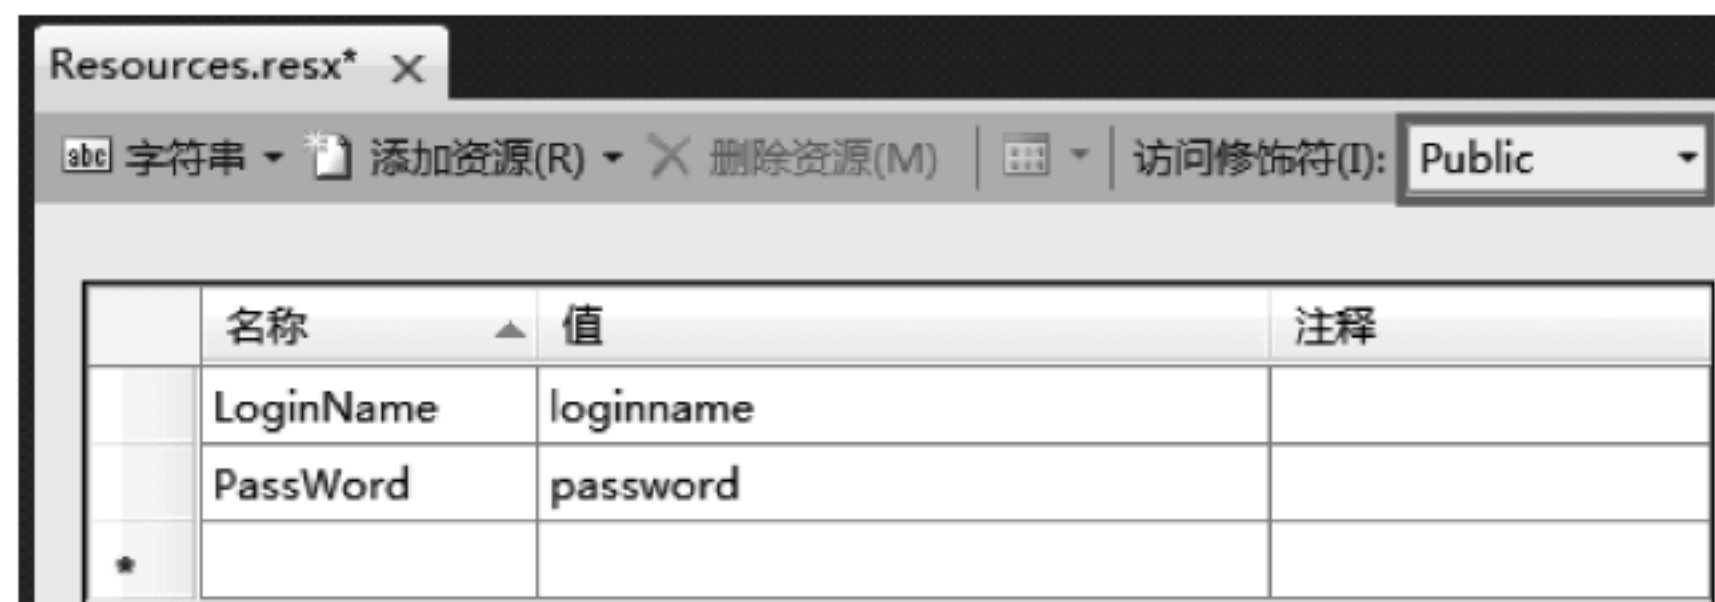 Resources.resx*
abc 字符串 添加资源(R) 删除资源(M) 访问修饰符(I): Public
名称 值 注释
LoginName loginname
PassWord password
*